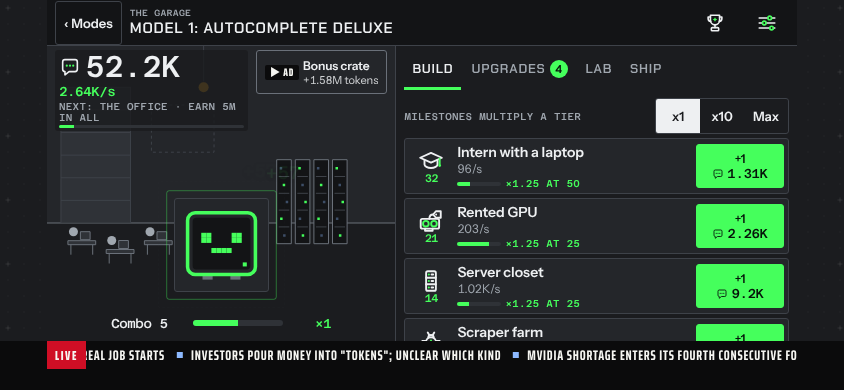 ‹ Modes
THE GARAGE
MODEL 1: AUTOCOMPLETE DELUXE
52.2K
2.64K/s
NEXT: THE OFFICE · EARN 5M
IN ALL
AD
Bonus crate
+1.58M tokens
Combo 5
×1
BUILD
UPGRADES 4
LAB
SHIP
MILESTONES MULTIPLY A TIER
x1
x10
Max
Intern with a laptop
96/s
32
×1.25 AT 50
+1
1.31K
Rented GPU
203/s
21
×1.25 AT 25
+1
2.26K
Server closet
1.02K/s
14
×1.25 AT 25
+1
9.2K
Scraper farm
+1
LIVE
REAL JOB STARTS ▪ INVESTORS POUR MONEY INTO "TOKENS"; UNCLEAR WHICH KIND ▪ MVIDIA SHORTAGE ENTERS ITS FOURTH CONSECUTIVE FO